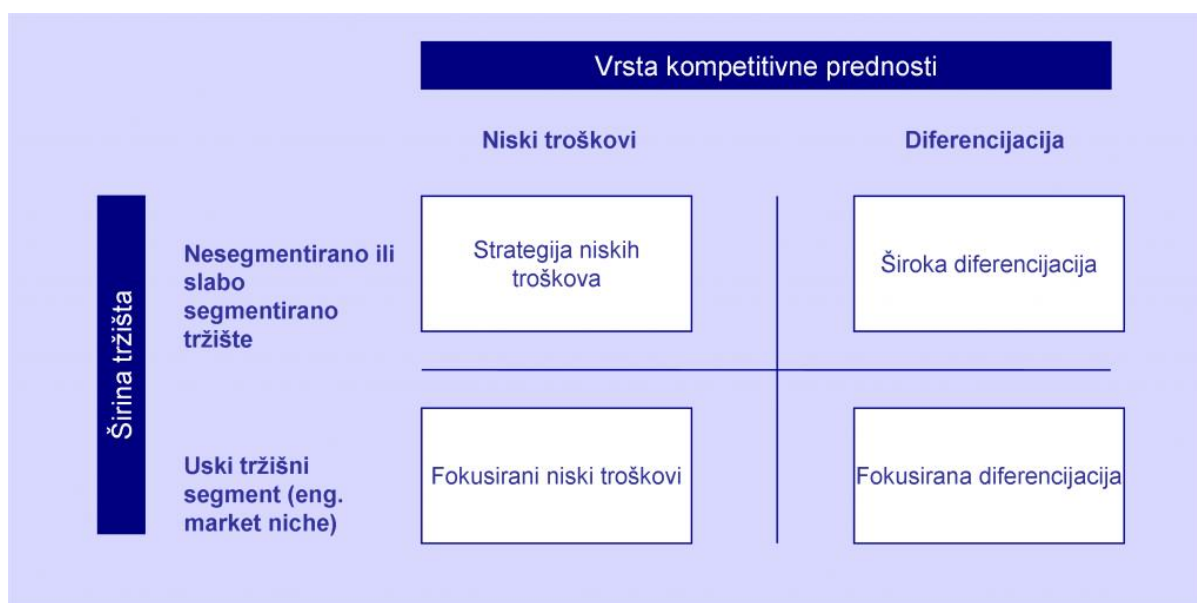 Vrsta kompetitivne prednosti
Niski troškovi
Diferencijacija
Širina tržišta
Nesegmentirano ili
slabo
segmentirano
tržište
Strategija niskih
troškova
Široka diferencijacija
Uski tržišni
segment (eng.
market niche)
Fokusirani niski troškovi
Fokusirana diferencijacija